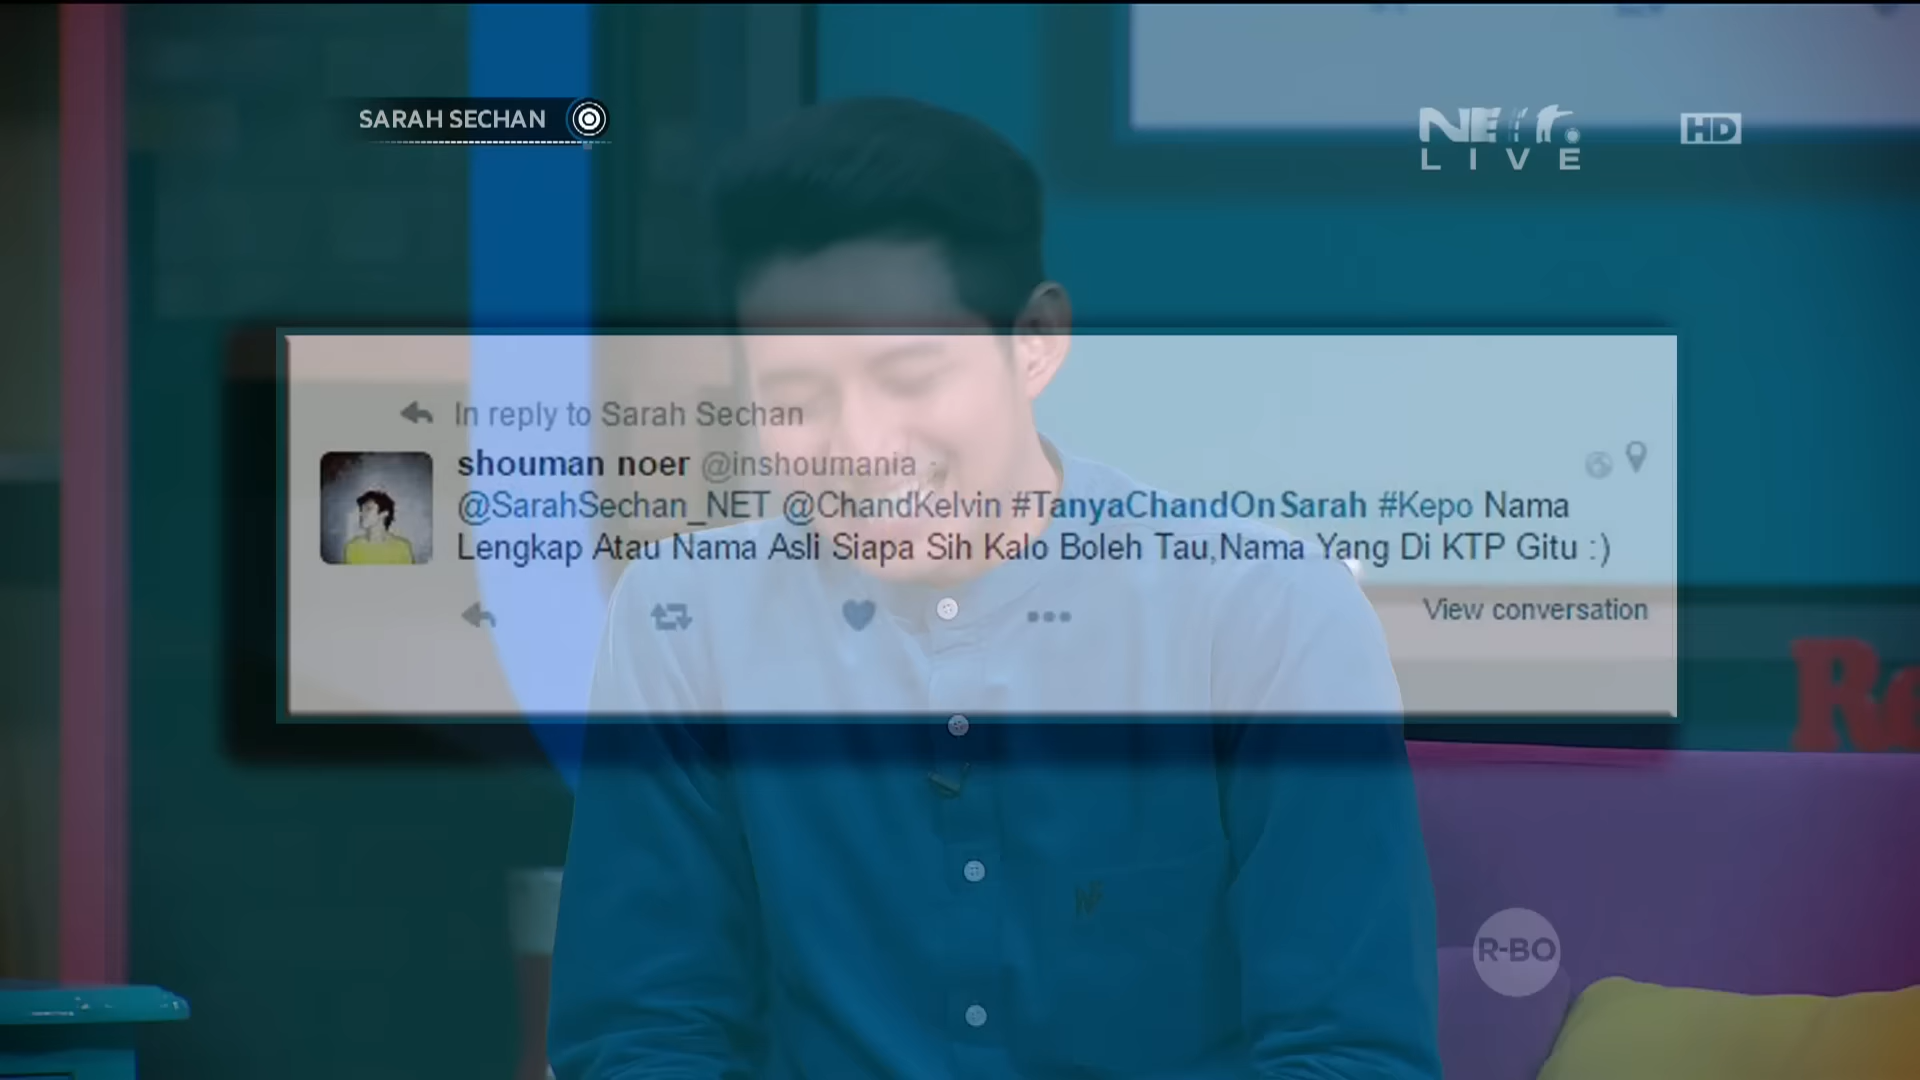 SARAH SECHAN
NET.
LIVE
HD
In reply to Sarah Sechan
shouman noer @inshoumania ·
@SarahSechan_NET @ChandKelvin #TanyaChandOnSarah #Kepo Nama
Lengkap Atau Nama Asli Siapa Sih Kalo Boleh Tau,Nama Yang Di KTP Gitu :)
View conversation
R-BO